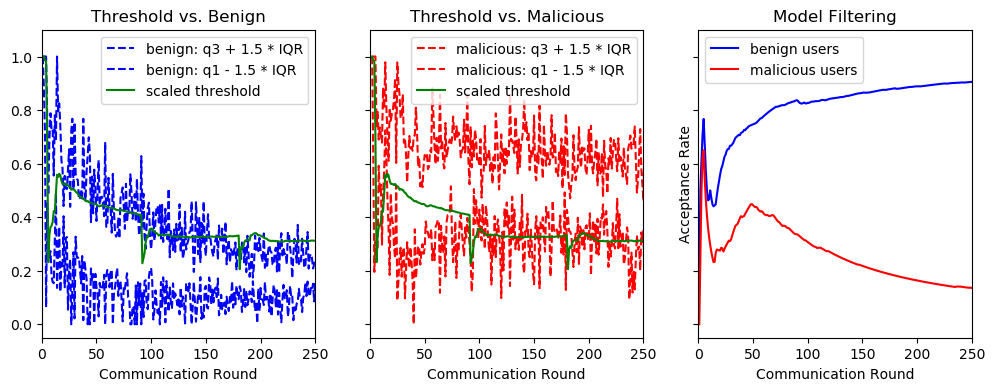 Threshold vs. Benign
benign: q3 + 1.5 * IQR
benign: q1 - 1.5 * IQR
scaled threshold
1.0
0.8
0.6
0.4
0.2
0.0
0 50 100 150 200 250
Communication Round
Threshold vs. Malicious
malicious: q3 + 1.5 * IQR
malicious: q1 - 1.5 * IQR
scaled threshold
0 50 100 150 200 250
Communication Round
Model Filtering
benign users
malicious users
Acceptance Rate
0 50 100 150 200 250
Communication Round